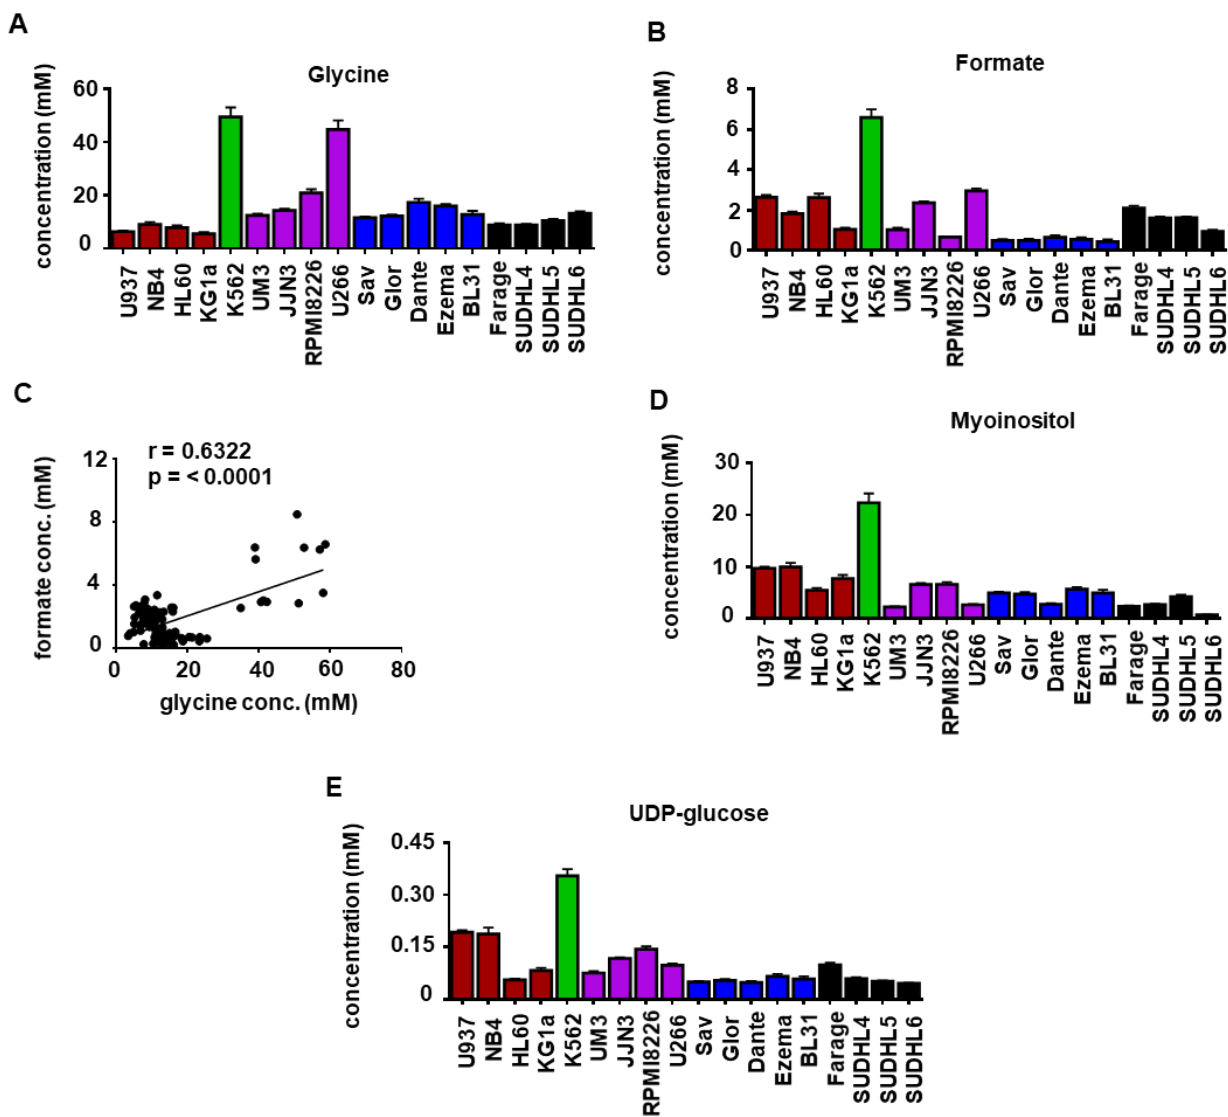 A
Glycine
concentration (mM)
60
40
20
0
U937
NB4
HL60
KG1a
K562
UM3
JJN3
RPMI8226
U266
Sav
Glor
Dante
Ezema
BL31
Farage
SUDHL4
SUDHL5
SUDHL6
B
Formate
concentration (mM)
8
6
4
2
0
U937
NB4
HL60
KG1a
K562
UM3
JJN3
RPMI8226
U266
Sav
Glor
Dante
Ezema
BL31
Farage
SUDHL4
SUDHL5
SUDHL6
C
r = 0.6322
p = < 0.0001
formate conc. (mM)
12
8
4
0
0 20 40 60 80
glycine conc. (mM)
D
Myoinositol
concentration (mM)
30
20
10
0
U937
NB4
HL60
KG1a
K562
UM3
JJN3
RPMI8226
U266
Sav
Glor
Dante
Ezema
BL31
Farage
SUDHL4
SUDHL5
SUDHL6
E
UDP-glucose
concentration (mM)
0.45
0.30
0.15
0
U937
NB4
HL60
KG1a
K562
UM3
JJN3
RPMI8226
U266
Sav
Glor
Dante
Ezema
BL31
Farage
SUDHL4
SUDHL5
SUDHL6